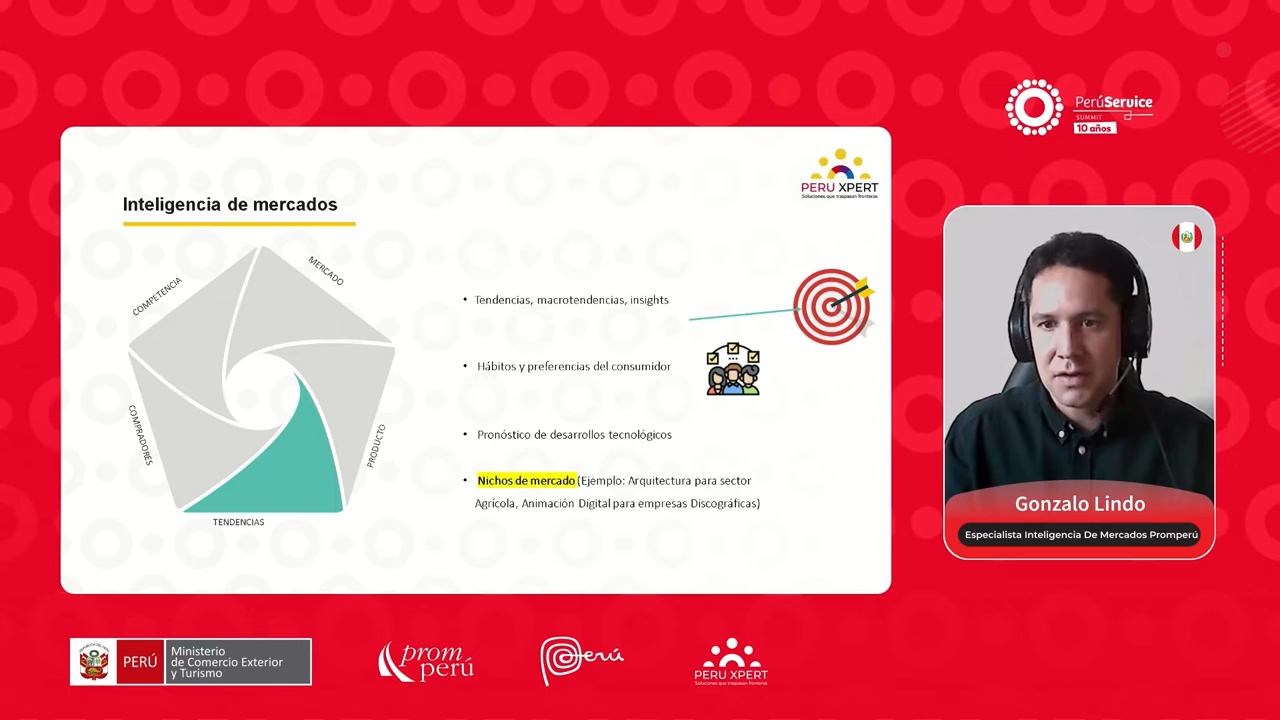 PerúService
SUMMIT
10 años
PERU XPERT
Soluciones que traspasan fronteras
Inteligencia de mercados
COMPETENCIA
MERCADO
COMPRADORES
PRODUCTO
TENDENCIAS
• Tendencias, macrotendencias, insights
• Hábitos y preferencias del consumidor
• Pronóstico de desarrollos tecnológicos
• Nichos de mercado (Ejemplo: Arquitectura para sector
Agrícola, Animación Digital para empresas Discográficas)
Gonzalo Lindo
Especialista Inteligencia De Mercados Promperú
PERÚ
Ministerio
de Comercio Exterior
y Turismo
prom
perú
Perú
PERU XPERT
Soluciones que traspasan fronteras